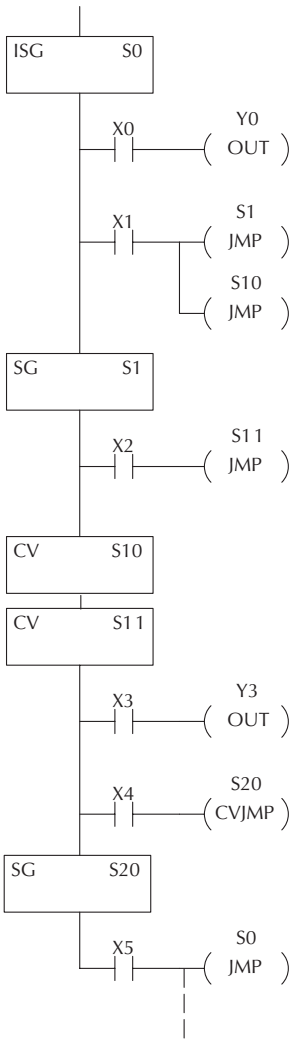 ISG S0
X0
Y0
OUT
X1
S1
JMP
S10
JMP
SG S1
X2
S11
JMP
CV S10
CV S11
X3
Y3
OUT
X4
S20
CVJMP
SG S20
X5
S0
JMP